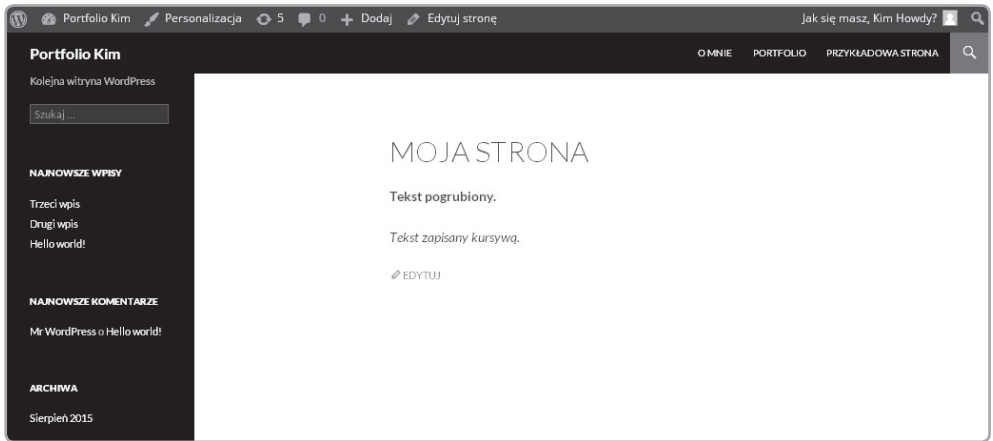 Portfolio Kim Personalizacja 5 0 Dodaj Edytuj stronę Jak się masz, Kim Howdy?
Portfolio Kim O MNIE PORTFOLIO PRZYKŁADOWA STRONA
Kolejna witryna WordPress
Szukaj ...
MOJA STRONA
NAJNOWSZE WPISY
Tekst pogrubiony.
Trzeci wpis
Drugi wpis
Tekst zapisany kursywą.
Hello world!
EDYTUJ
NAJNOWSZE KOMENTARZE
Mr WordPress o Hello world!
ARCHIWA
Sierpień 2015